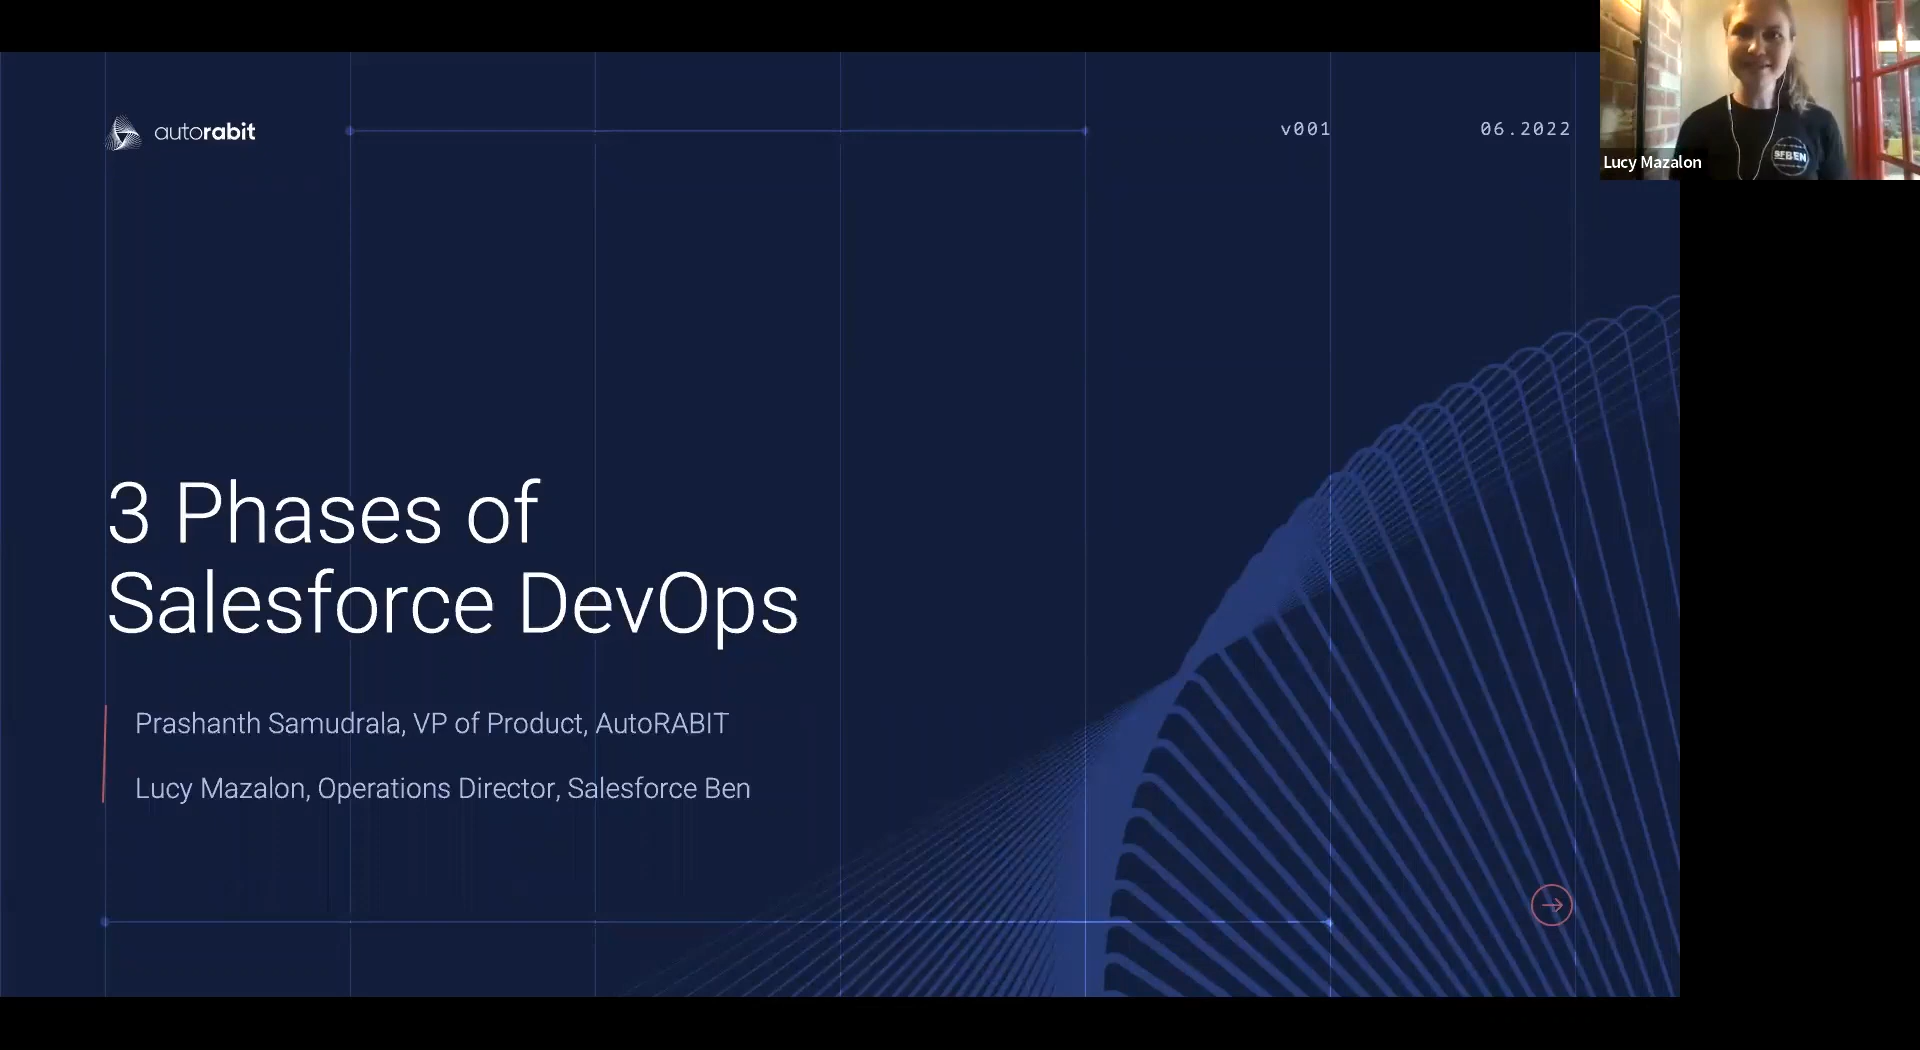 autorabit
v001
06.2022
Lucy Mazalon
SFBEN
3 Phases of
Salesforce DevOps
Prashanth Samudrala, VP of Product, AutoRABIT
Lucy Mazalon, Operations Director, Salesforce Ben